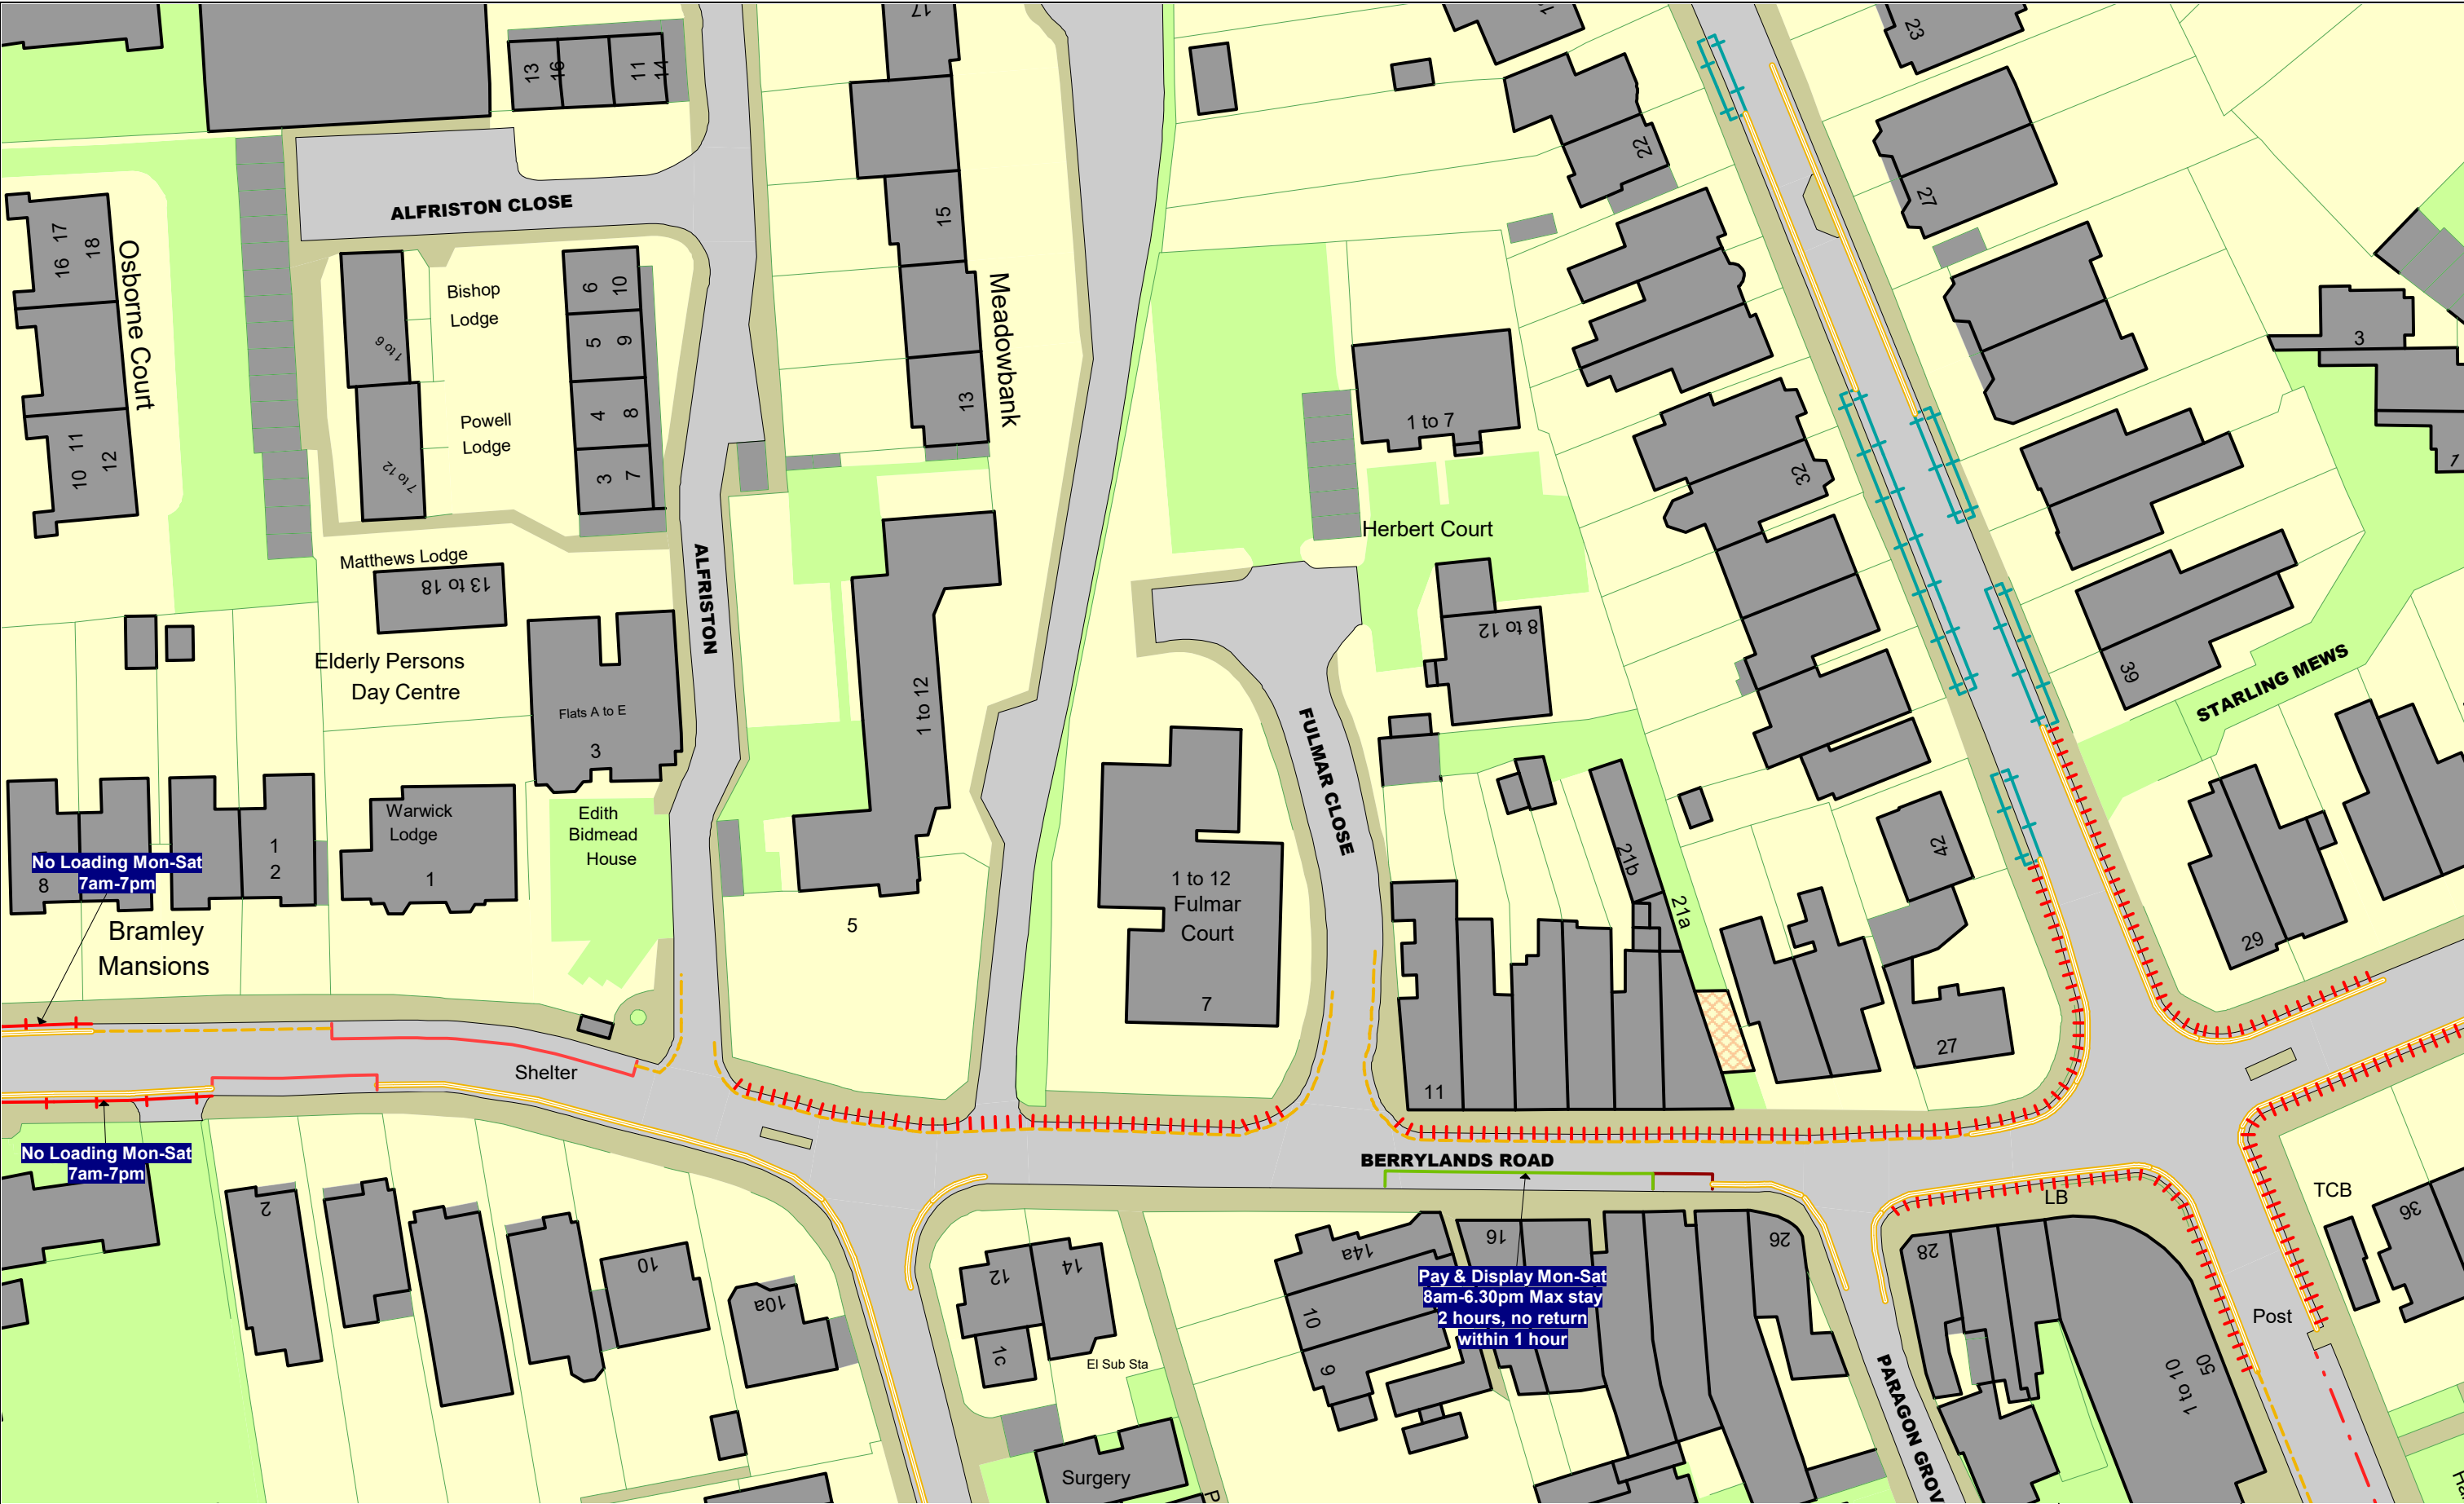 17
13
16
11
14
23
22
27
ALFRISTON CLOSE
Osborne Court
16 17
18
15
Meadowbank
Bishop
Lodge
6 10
5 9
4 8
3 7
1 to 6
Powell
Lodge
7 to 12
10 11
12
13
3
1
1 to 7
32
Herbert Court
8 to 12
Matthews Lodge
13 to 18
ALFRISTON
Elderly Persons
Day Centre
Flats A to E
3
1 to 12
39
STARLING MEWS
FULMAR CLOSE
Warwick
Lodge
1
Edith
Bidmead
House
1
2
8
No Loading Mon-Sat
7am-7pm
Bramley
Mansions
5
1 to 12
Fulmar
Court
7
21b
21a
42
29
11
27
Shelter
No Loading Mon-Sat
7am-7pm
BERRYLANDS ROAD
LB
TCB
36
2
10
10a
12
14
1c
El Sub Sta
Surgery
14a
10
9
16
26
28
Pay & Display Mon-Sat
8am-6.30pm Max stay
2 hours, no return
within 1 hour
PARAGON GROV
Post
50
1 to 10